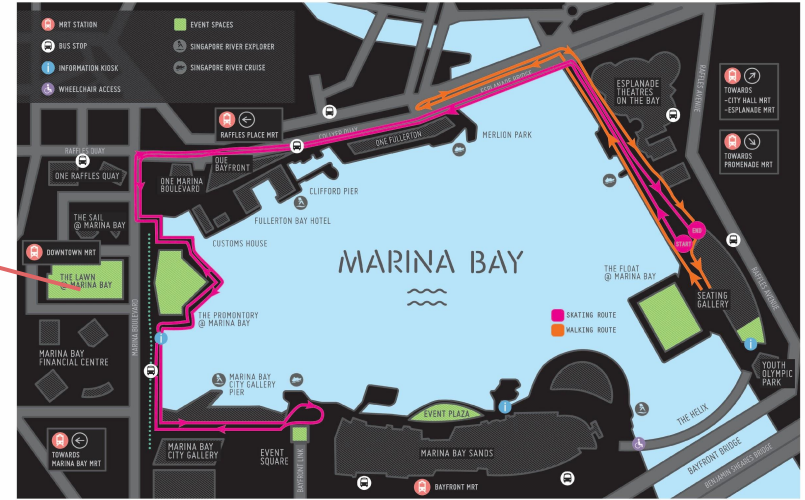 MRT STATION
EVENT SPACES
BUS STOP
SINGAPORE RIVER EXPLORER
INFORMATION KIOSK
SINGAPORE RIVER CRUISE
WHEELCHAIR ACCESS
ESPLANADE BRIDGE
ESPLANADE
THEATRES
ON THE BAY
RAFFLES AVENUE
TOWARDS
-CITY HALL MRT
-ESPLANADE MRT
TOWARDS
PROMENADE MRT
RAFFLES PLACE MRT
COLLYER QUAY
ONE FULLERTON
MERLION PARK
RAFFLES QUAY
ONE RAFFLES QUAY
ONE MARINA
BOULEVARD
OUE
BAYFRONT
CLIFFORD PIER
FULLERTON BAY HOTEL
CUSTOMS HOUSE
THE SAIL
@ MARINA BAY
DOWNTOWN MRT
THE LAWN
@ MARINA BAY
MARINA BAY
END
START
THE FLOAT
@ MARINA BAY
SEATING
GALLERY
RAFFLES AVENUE
SKATING ROUTE
WALKING ROUTE
THE PROMONTORY
@ MARINA BAY
MARINA BOULEVARD
MARINA BAY
FINANCIAL CENTRE
MARINA BAY
CITY GALLERY
PIER
YOUTH
OLYMPIC
PARK
THE HELIX
EVENT PLAZA
BAYFRONT BRIDGE
BENJAMIN SHEARES BRIDGE
TOWARDS
MARINA BAY MRT
MARINA BAY
CITY GALLERY
EVENT
SQUARE
BAYFRONT LINK
MARINA BAY SANDS
BAYFRONT MRT